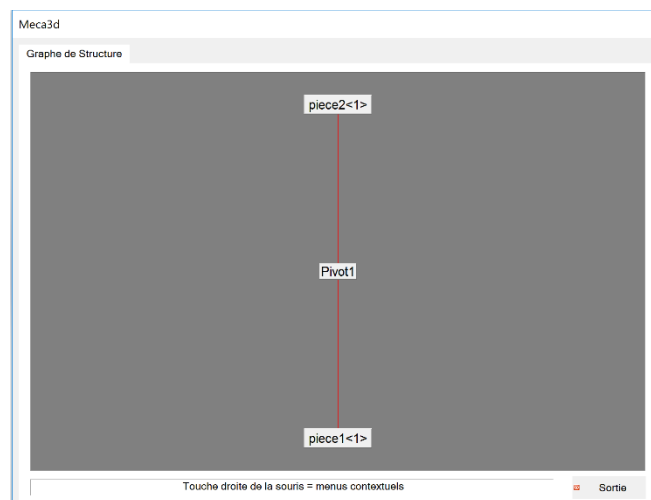 Meca3d
Graphe de Structure
piece2<1>
Pivot1
piece1<1>
Touche droite de la souris = menus contextuels
Sortie